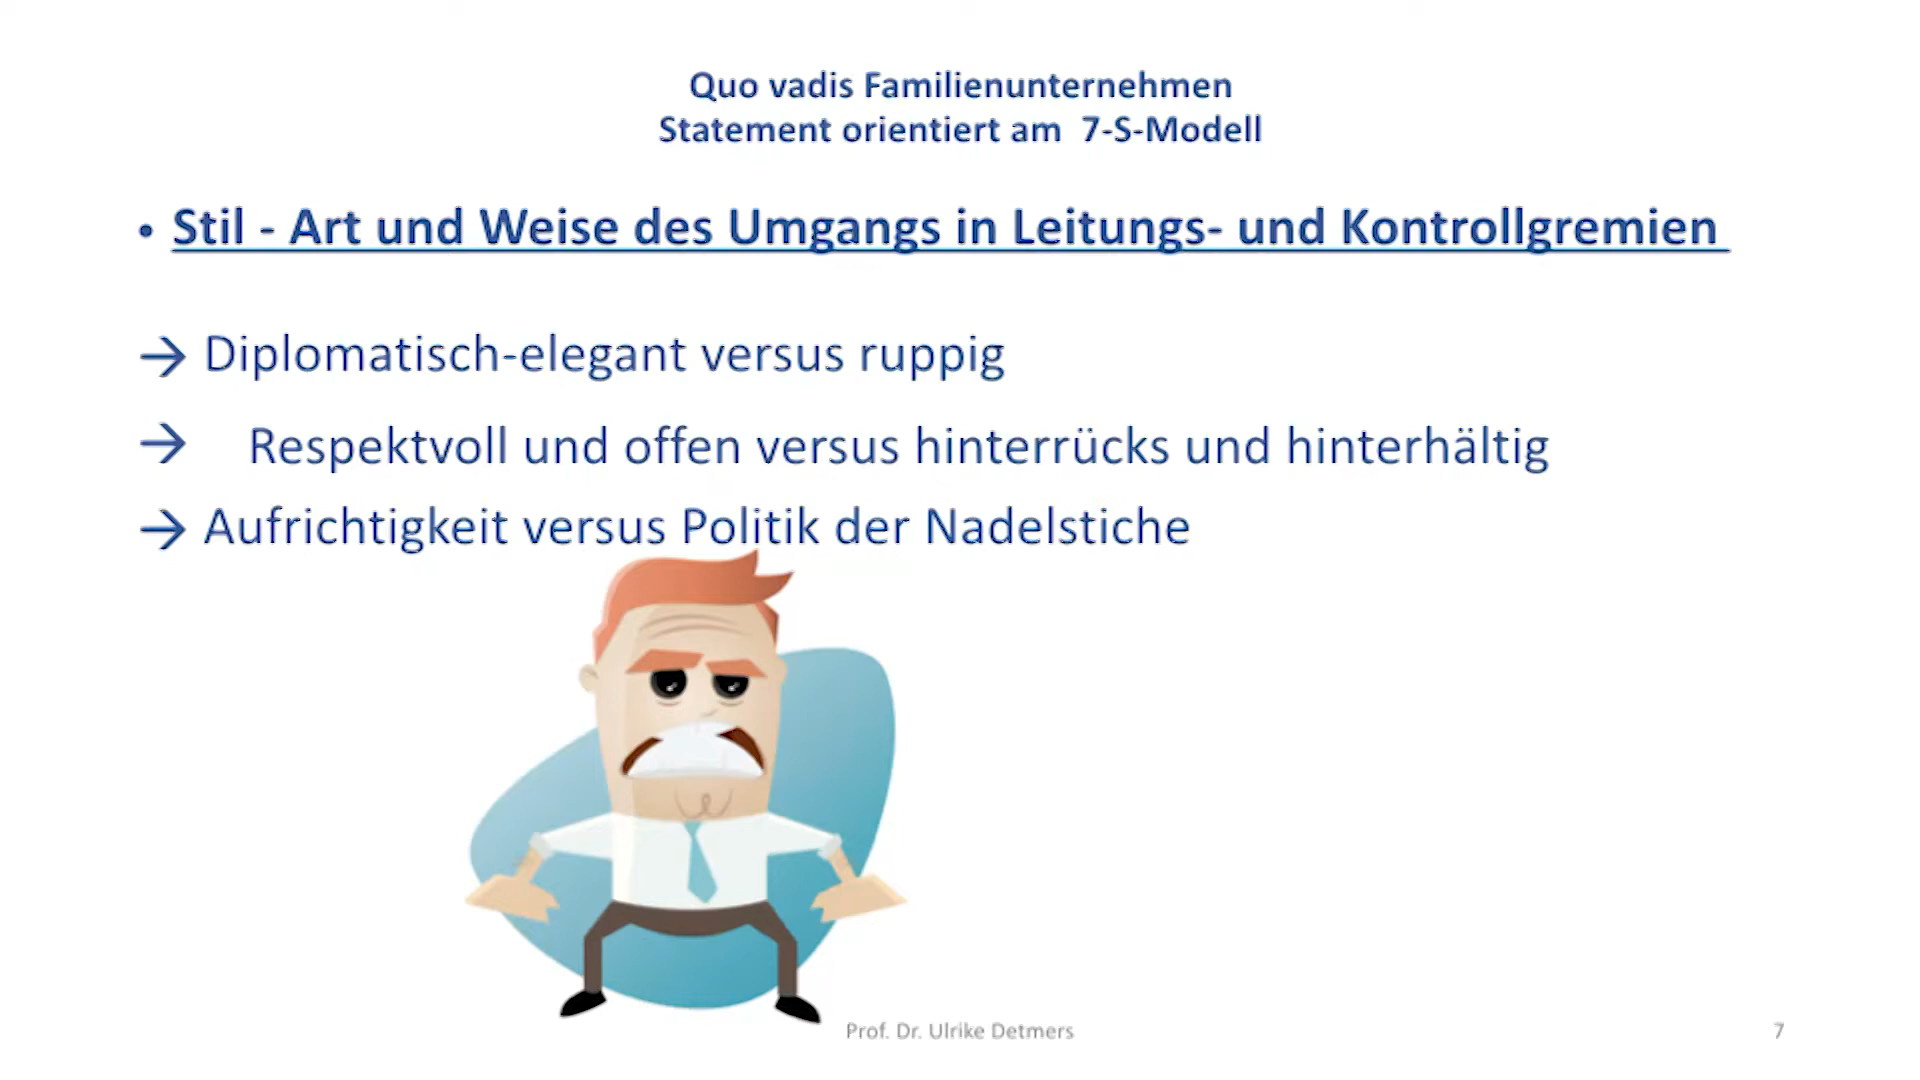 Quo vadis Familienunternehmen
Statement orientiert am 7-S-Modell
• Stil - Art und Weise des Umgangs in Leitungs- und Kontrollgremien
→ Diplomatisch-elegant versus ruppig
→ Respektvoll und offen versus hinterrücks und hinterhältig
→ Aufrichtigkeit versus Politik der Nadelstiche
Prof. Dr. Ulrike Detmers
7